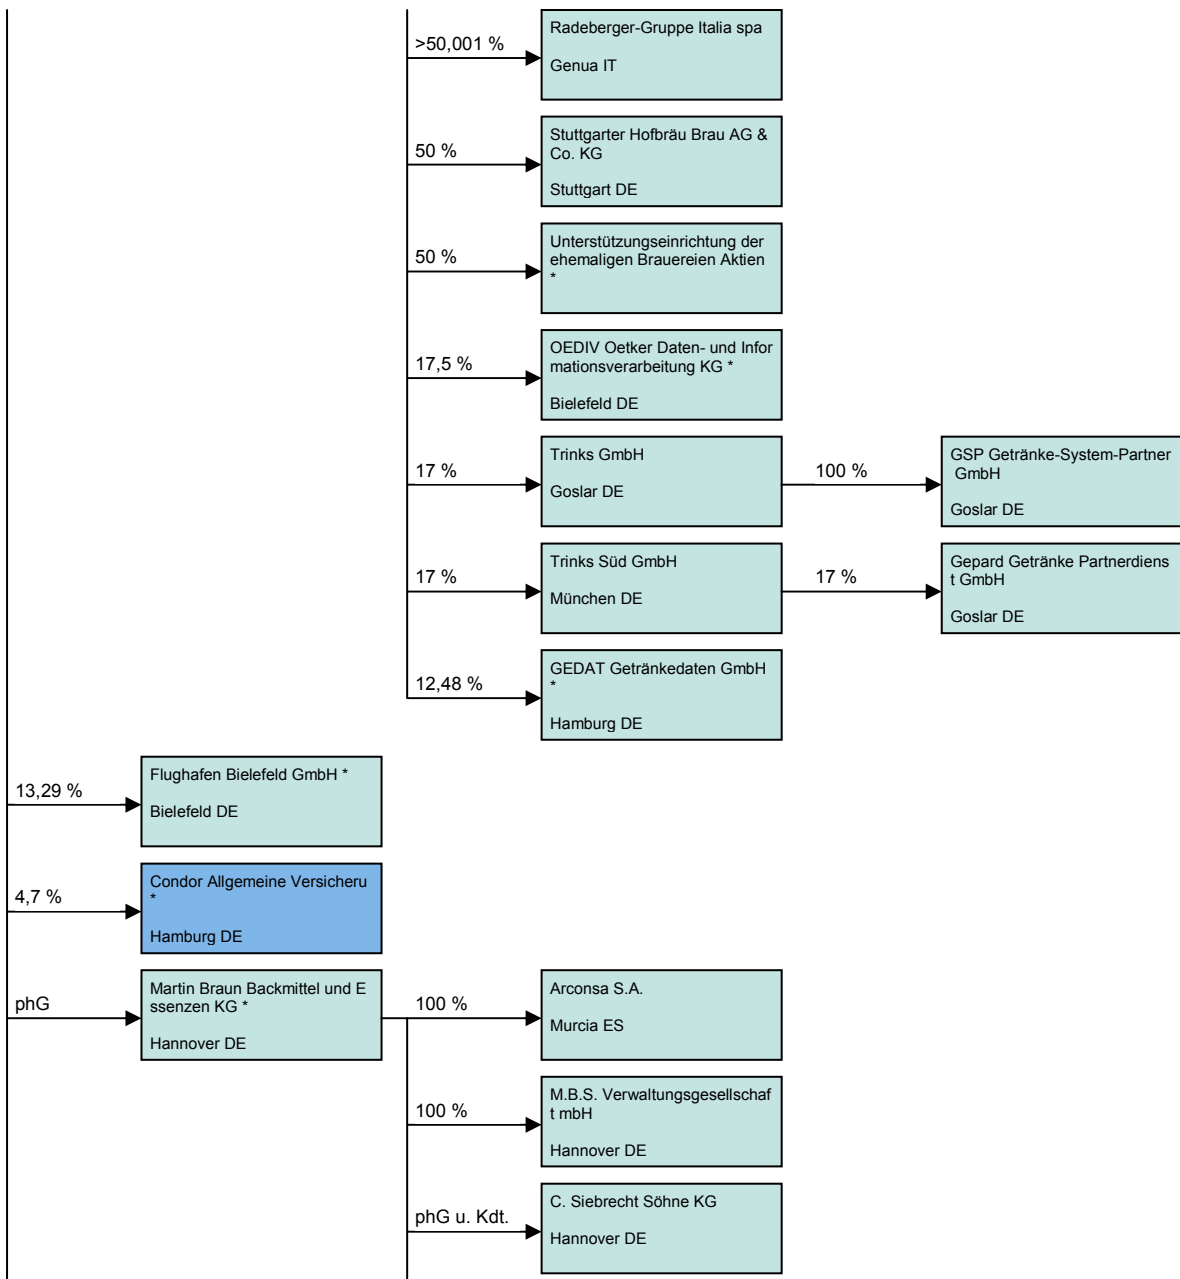 >50,001 %
Radeberger-Gruppe Italia spa
Genua IT
50 %
Stuttgarter Hofbräu Brau AG &
Co. KG
Stuttgart DE
50 %
Unterstützungseinrichtung der
ehemaligen Brauereien Aktien
*
17,5 %
OEDIV Oetker Daten- und Infor
mationsverarbeitung KG *
Bielefeld DE
17 %
Trinks GmbH
Goslar DE
100 %
GSP Getränke-System-Partner
GmbH
Goslar DE
17 %
Trinks Süd GmbH
München DE
17 %
Gepard Getränke Partnerdiens
t GmbH
Goslar DE
12,48 %
GEDAT Getränkedaten GmbH
*
Hamburg DE
13,29 %
Flughafen Bielefeld GmbH *
Bielefeld DE
4,7 %
Condor Allgemeine Versicheru
*
Hamburg DE
phG
Martin Braun Backmittel und E
ssenzen KG *
Hannover DE
100 %
Arconsa S.A.
Murcia ES
100 %
M.B.S. Verwaltungsgesellschaf
t mbH
Hannover DE
phG u. Kdt.
C. Siebrecht Söhne KG
Hannover DE